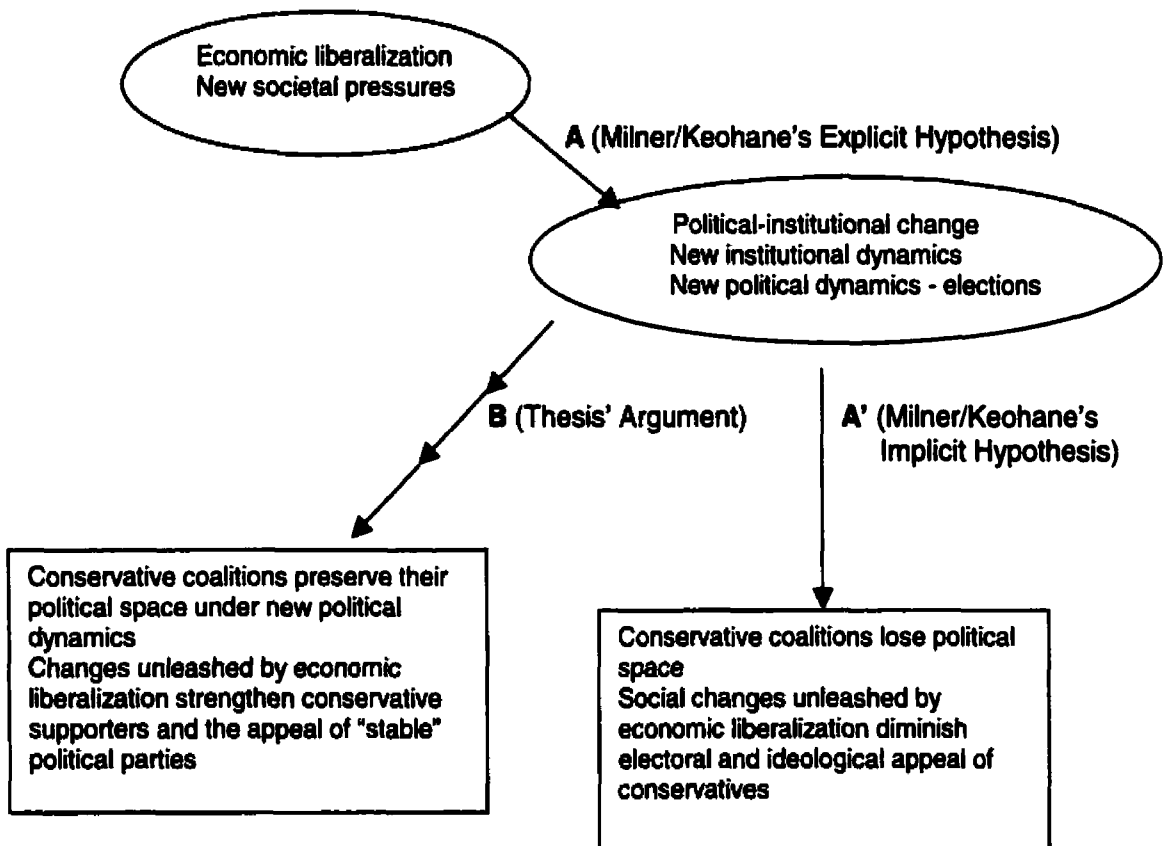 Economic liberalization
New societal pressures
A (Milner/Keohane's Explicit Hypothesis)
Political-institutional change
New institutional dynamics
New political dynamics - elections
B (Thesis' Argument)
A' (Milner/Keohane's
Implicit Hypothesis)
Conservative coalitions preserve their
political space under new political
dynamics
Changes unleashed by economic
liberalization strengthen conservative
supporters and the appeal of "stable"
political parties
Conservative coalitions lose political
space
Social changes unleashed by
economic liberalization diminish
electoral and ideological appeal of
conservatives